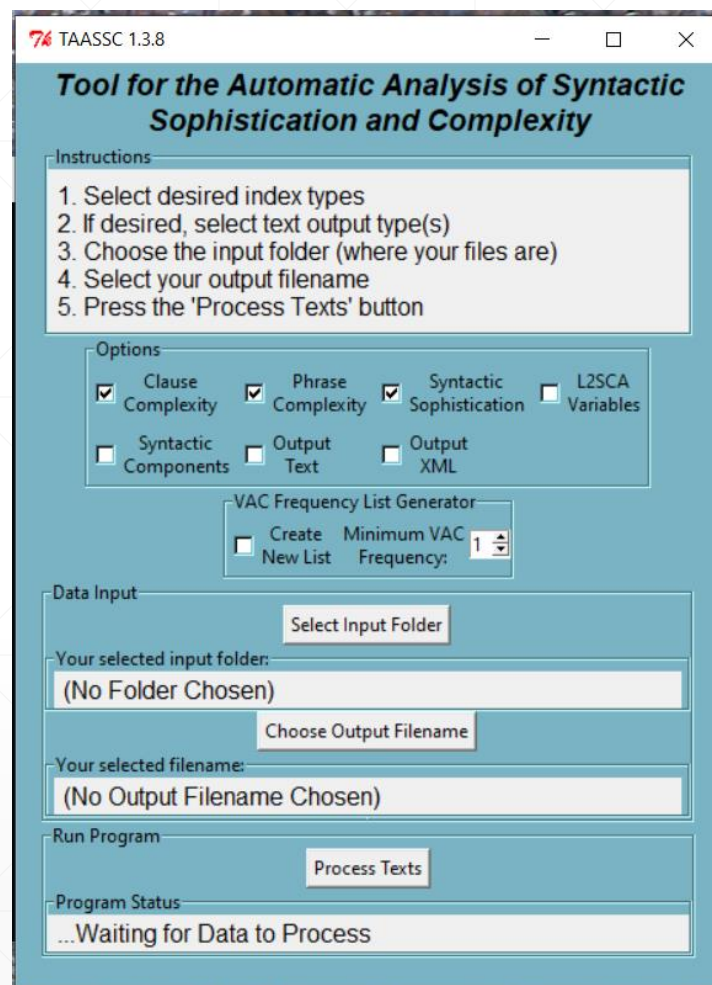 TAASSC 1.3.8
Tool for the Automatic Analysis of Syntactic
Sophistication and Complexity
Instructions
1. Select desired index types
2. If desired, select text output type(s)
3. Choose the input folder (where your files are)
4. Select your output filename
5. Press the 'Process Texts' button
Options
Clause Complexity
Phrase Complexity
Syntactic Sophistication
L2SCA Variables
Syntactic Components
Output Text
Output XML
VAC Frequency List Generator
Create New List
Minimum VAC Frequency: 1
Data Input
Select Input Folder
Your selected input folder:
(No Folder Chosen)
Choose Output Filename
Your selected filename:
(No Output Filename Chosen)
Run Program
Process Texts
Program Status
...Waiting for Data to Process